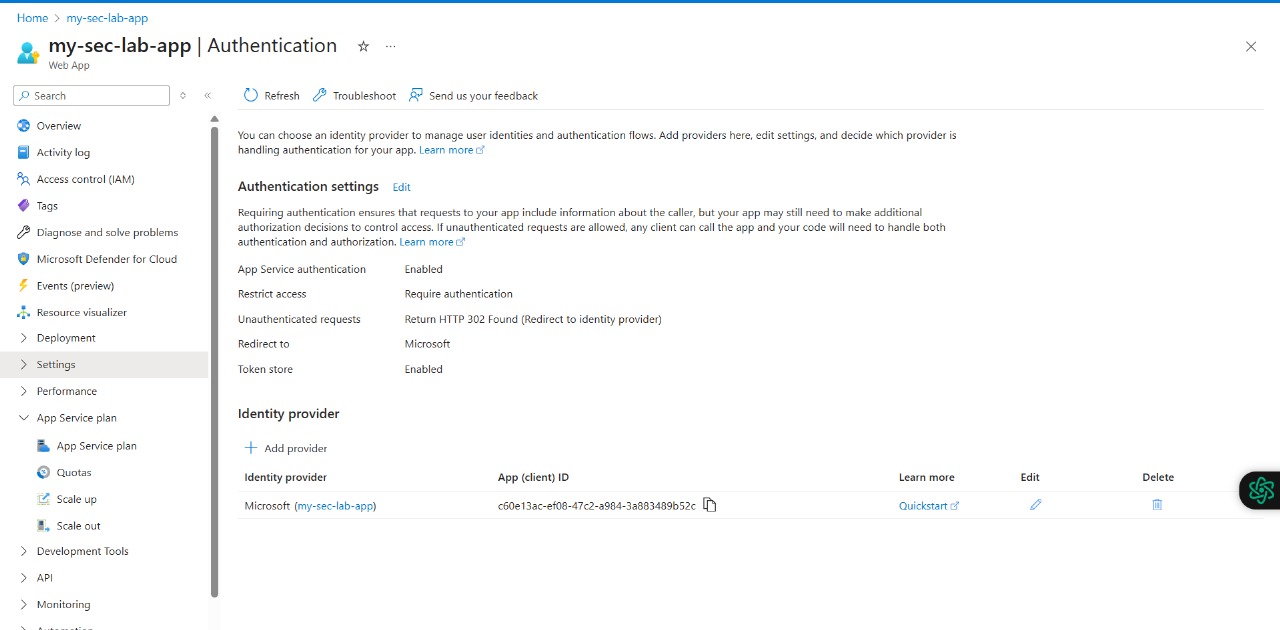 Home > my-sec-lab-app
my-sec-lab-app | Authentication
Web App
Search
Overview
Activity log
Access control (IAM)
Tags
Diagnose and solve problems
Microsoft Defender for Cloud
Events (preview)
Resource visualizer
Deployment
Settings
Performance
App Service plan
App Service plan
Quotas
Scale up
Scale out
Development Tools
API
Monitoring
Automation
Refresh Troubleshoot Send us your feedback
You can choose an identity provider to manage user identities and authentication flows. Add providers here, edit settings, and decide which provider is
handling authentication for your app. Learn more
Authentication settings Edit
Requiring authentication ensures that requests to your app include information about the caller, but your app may still need to make additional
authorization decisions to control access. If unauthenticated requests are allowed, any client can call the app and your code will need to handle both
authentication and authorization. Learn more
App Service authentication Enabled
Restrict access Require authentication
Unauthenticated requests Return HTTP 302 Found (Redirect to identity provider)
Redirect to Microsoft
Token store Enabled
Identity provider
+ Add provider
Identity provider App (client) ID Learn more Edit Delete
Microsoft (my-sec-lab-app) c60e13ac-ef08-47c2-a984-3a883489b52c Quickstart